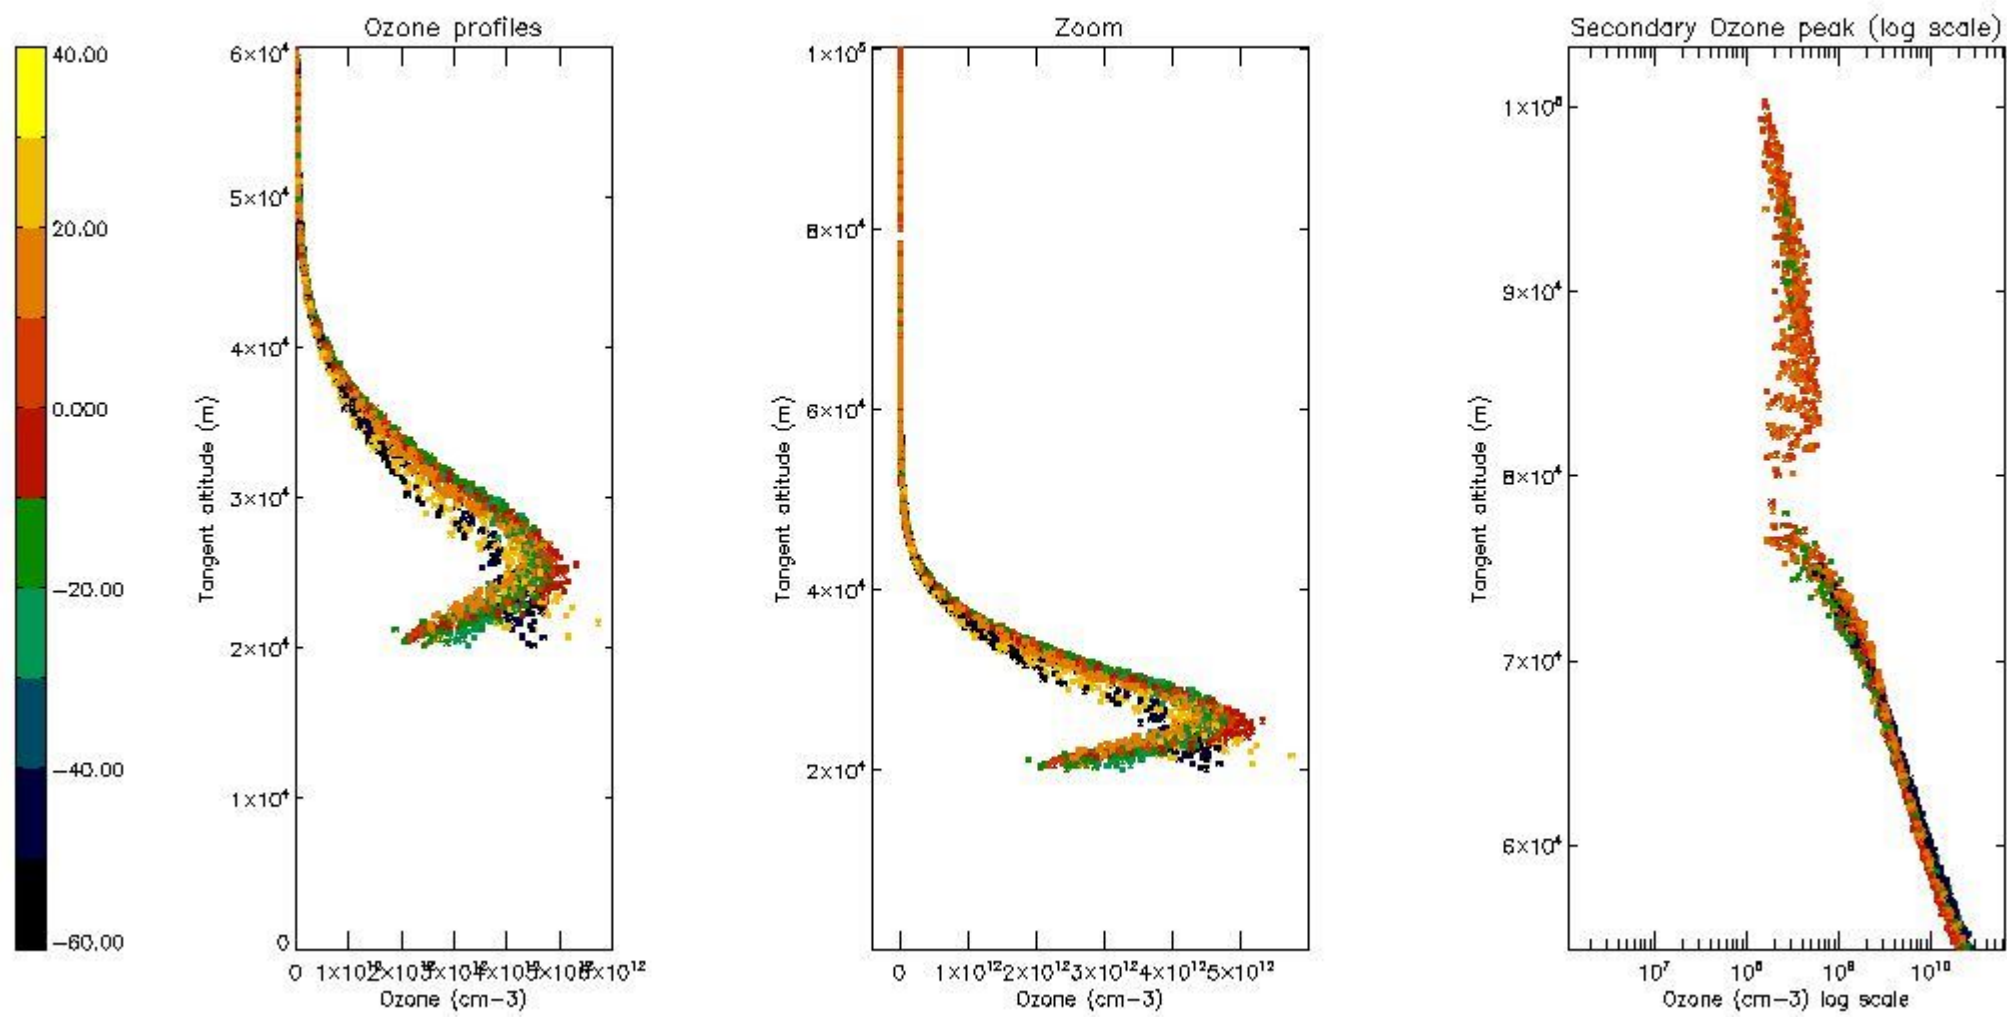 Ozone profiles
Zoom
Secondary Ozone peak (log scale)
40.00
20.00
0.000
−20.00
−40.00
−60.00
6×10⁴
5×10⁴
4×10⁴
3×10⁴
2×10⁴
1×10⁴
0
Tangent altitude (m)
0
Ozone (cm−3)
1×10⁵
8×10⁴
6×10⁴
4×10⁴
2×10⁴
Tangent altitude (m)
0 1×10¹² 2×10¹² 3×10¹² 4×10¹² 5×10¹²
Ozone (cm−3)
9×10⁴
8×10⁴
7×10⁴
6×10⁴
Tangent altitude (m)
10⁷ 10⁸ 10⁹ 10¹⁰
Ozone (cm−3) log scale